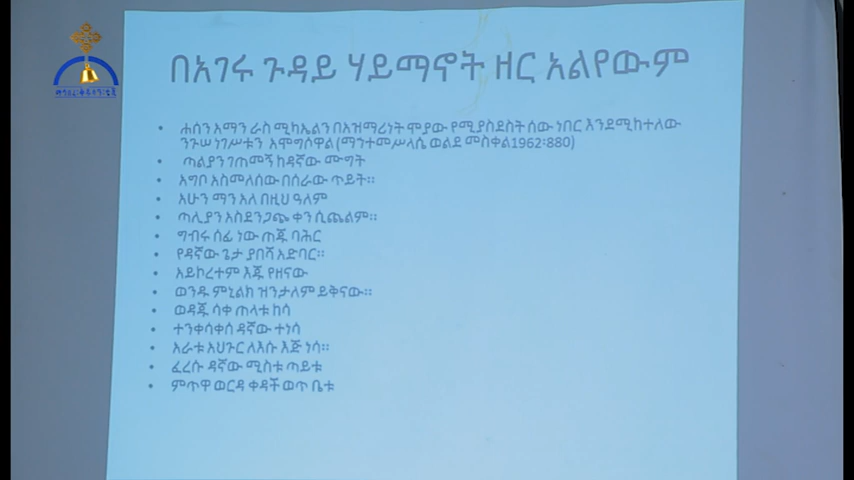 በአገሩ ጉዳይ ሃይማኖት ዘር አልየውም
• ሐሰን አማን ራስ ሚካኤልን በአዝማሪነት ሞያው የሚያስደስት ሰው ነበር እንደሚከተለው
ንጉሠ ነገሥቱን አሞግሶዋል (ማኅተመሥላሴ ወልደ መስቀል1962፡880)
• ጣልያን ገጠመኝ ከዳኛው ሙግት
• አግቦ አስመለሰው በሰራው ጥይት።
• አሁን ማን አለ በዚህ ዓለም
• ጣሊያን አስደንጋጭ ቀን ሲጨልም።
• ግብሩ ሰፊ ነው ጠጁ ባሕር
• የዳኛው ጌታ ያበሻ አድባር።
• አይኮረተም እጁ የዘናው
• ወንዱ ምኒልክ ዝንታለም ይቅናው።
• ወዳጁ ሳቀ ጠላቱ ከሳ
• ተንቀሳቀሰ ዳኛው ተነሳ
• አራቱ አህጉር ለእሱ እጅ ነሳ።
• ፈረሱ ዳኛው ሚስቱ ጣይቱ
• ምጥዋ ወርዳ ቀዳች ወጥ ቤቱ